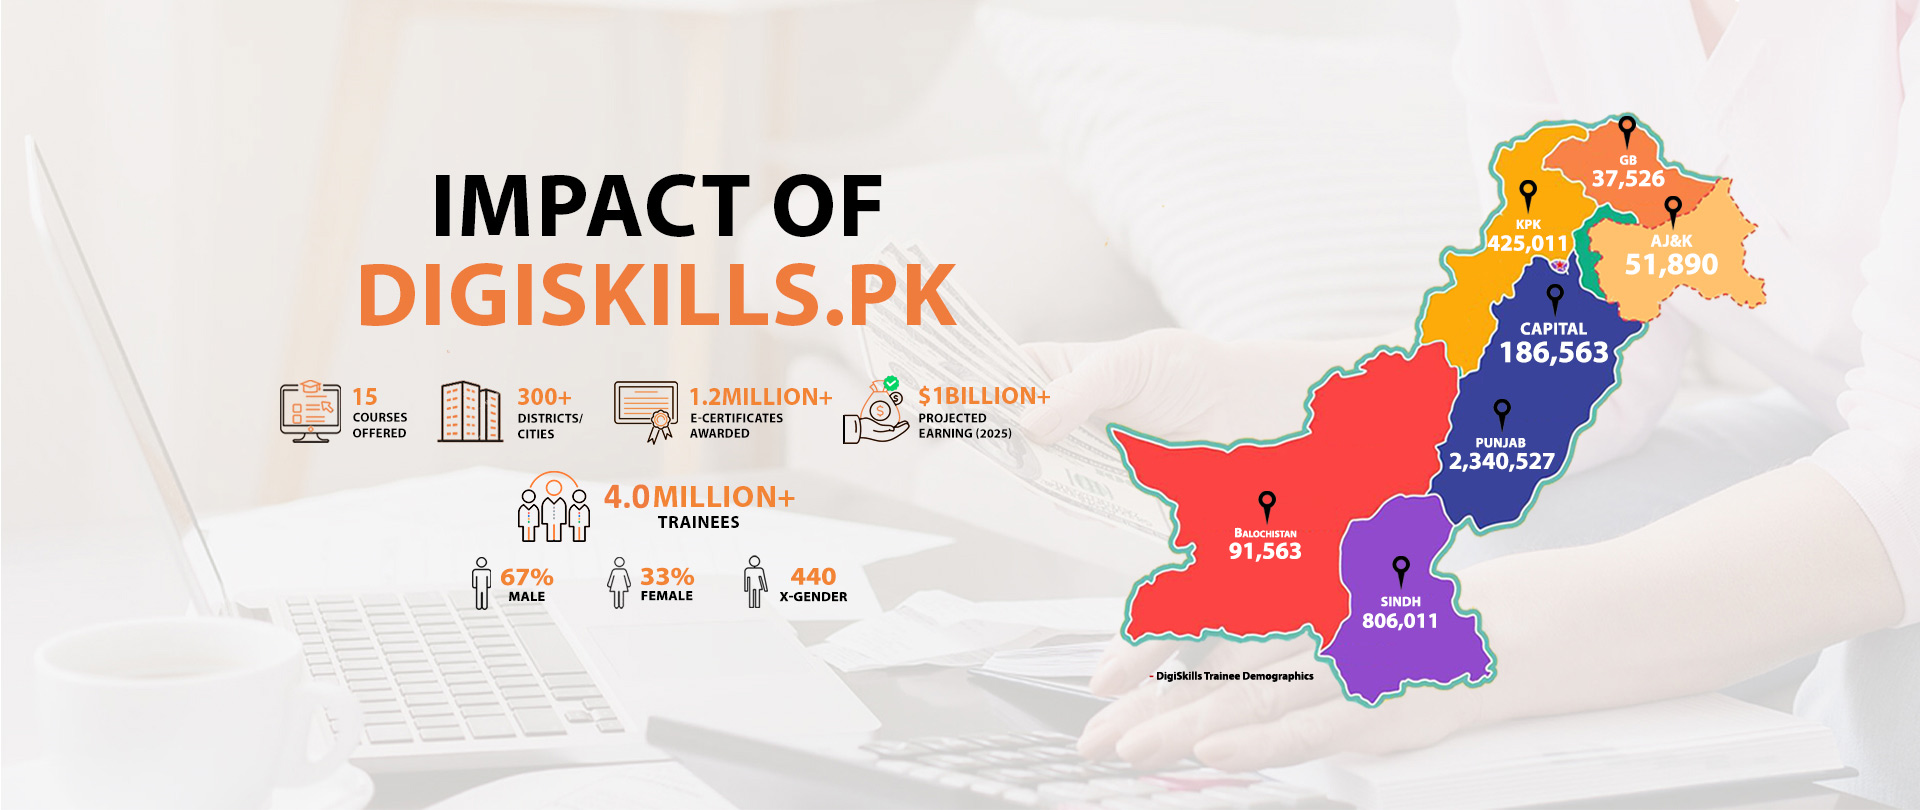 IMPACT OF
DIGISKILLS.PK
15
COURSES
OFFERED
300+
DISTRICTS/
CITIES
1.2MILLION+
E-CERTIFICATES
AWARDED
$1BILLION+
PROJECTED
EARNING (2025)
4.0MILLION+
TRAINEES
67%
MALE
33%
FEMALE
440
X-GENDER
GB
37,526
KPK
425,011
AJ&K
51,890
CAPITAL
186,563
PUNJAB
2,340,527
BALOCHISTAN
91,563
SINDH
806,011
- DigiSkills Trainee Demographics